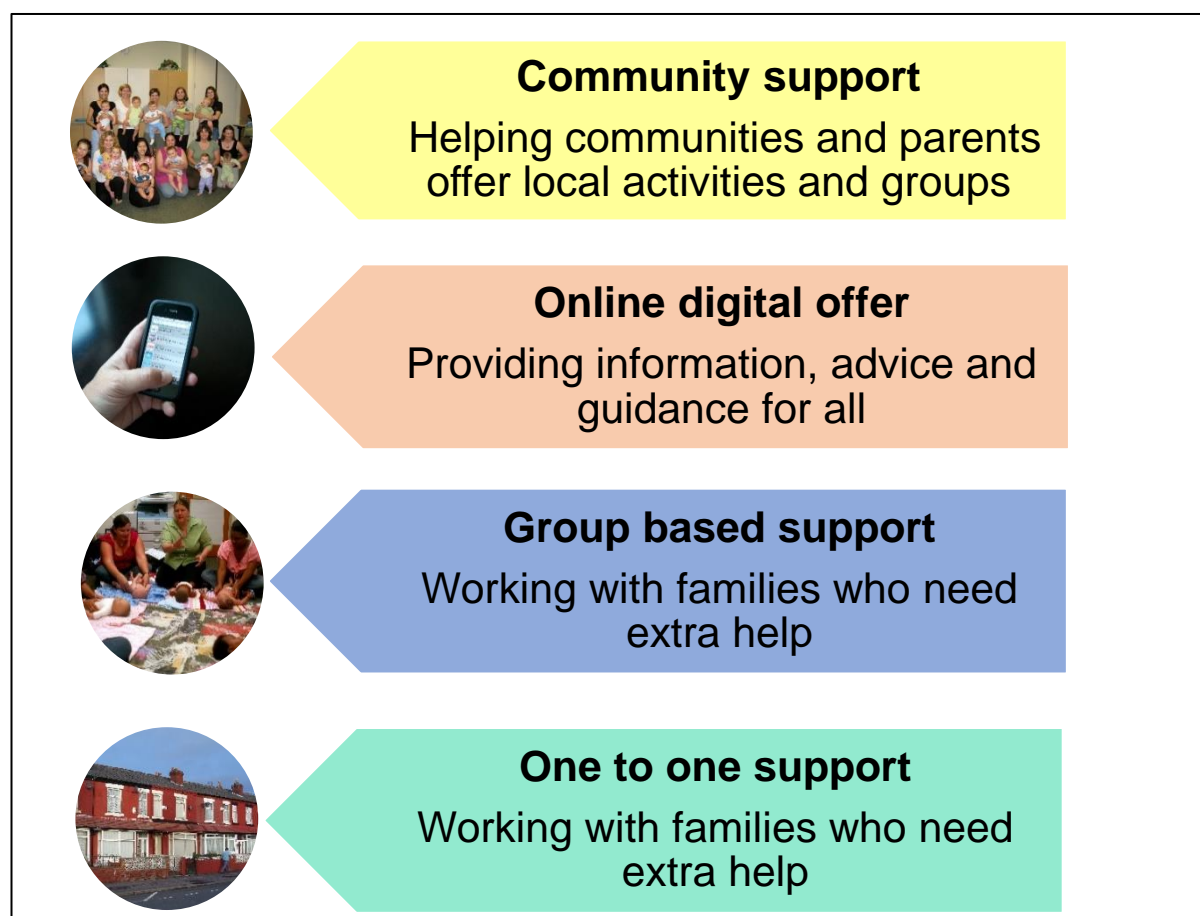 Community support
Helping communities and parents
offer local activities and groups
Online digital offer
Providing information, advice and
guidance for all
Group based support
Working with families who need
extra help
One to one support
Working with families who need
extra help